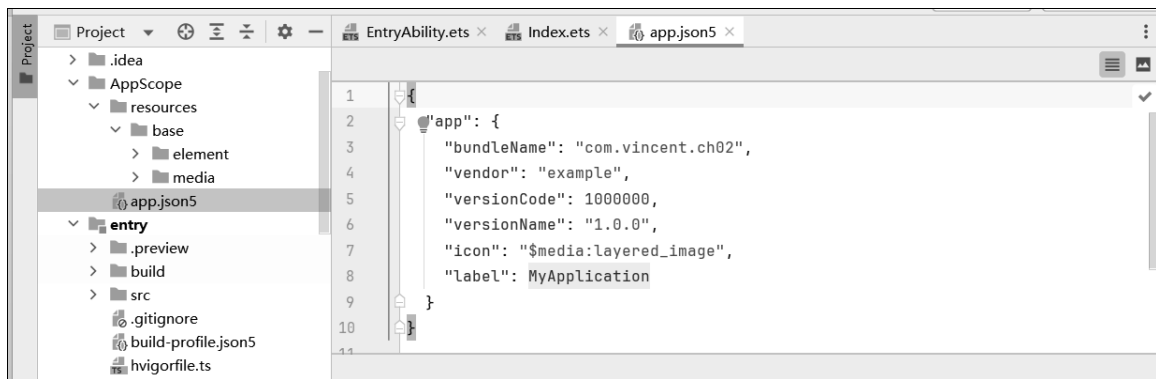 Project
Project
EntryAbility.ets
Index.ets
app.json5
.idea
AppScope
resources
base
element
media
app.json5
entry
.preview
build
src
.gitignore
build-profile.json5
hvigorfile.ts
1 {
2 "app": {
3 "bundleName": "com.vincent.ch02",
4 "vendor": "example",
5 "versionCode": 1000000,
6 "versionName": "1.0.0",
7 "icon": "$media:layered_image",
8 "label": MyApplication
9 }
10 }
11